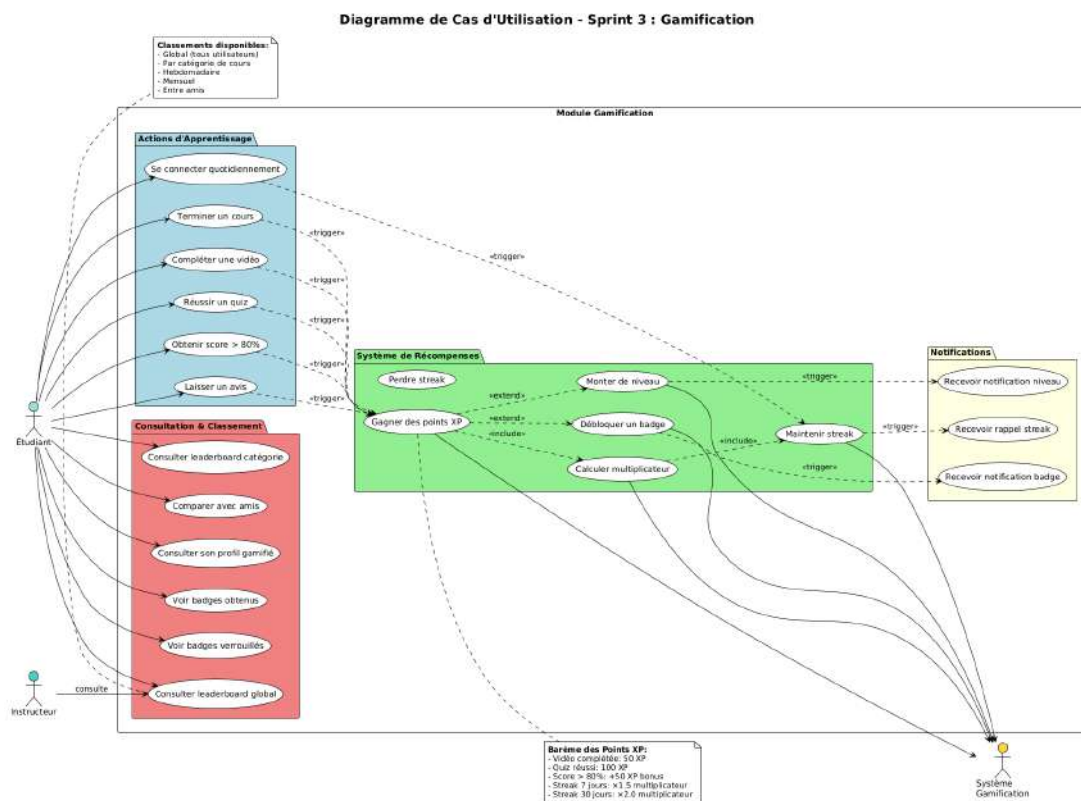 Diagramme de Cas d'Utilisation - Sprint 3 : Gamification
Classements disponibles:
- Global (tous utilisateurs)
- Par catégorie de cours
- Hebdomadaire
- Mensuel
- Entre amis
Module Gamification
Actions d'Apprentissage
Se connecter quotidiennement
Terminer un cours
«trigger»
Compléter une vidéo
«trigger»
Réussir un quiz
«trigger»
Obtenir score > 80%
«trigger»
Laisser un avis
«trigger»
«trigger»
Étudiant
Consultation & Classement
Consulter leaderboard catégorie
Comparer avec amis
Consulter son profil gamifié
Voir badges obtenus
Voir badges verrouillés
Consulter leaderboard global
Instructeur
consulte
Système de Récompenses
Perdre streak
Gagner des points XP
«extend»
«extend»
«include»
Monter de niveau
Débloquer un badge
Calculer multiplicateur
«include»
Maintenir streak
«trigger»
«trigger»
«trigger»
Notifications
Recevoir notification niveau
Recevoir rappel streak
Recevoir notification badge
Barème des Points XP:
- Vidéo complétée: 50 XP
- Quiz réussi: 100 XP
- Score > 80%: +50 XP bonus
- Streak 7 jours: ×1.5 multiplicateur
- Streak 30 jours: ×2.0 multiplicateur
Système
Gamification